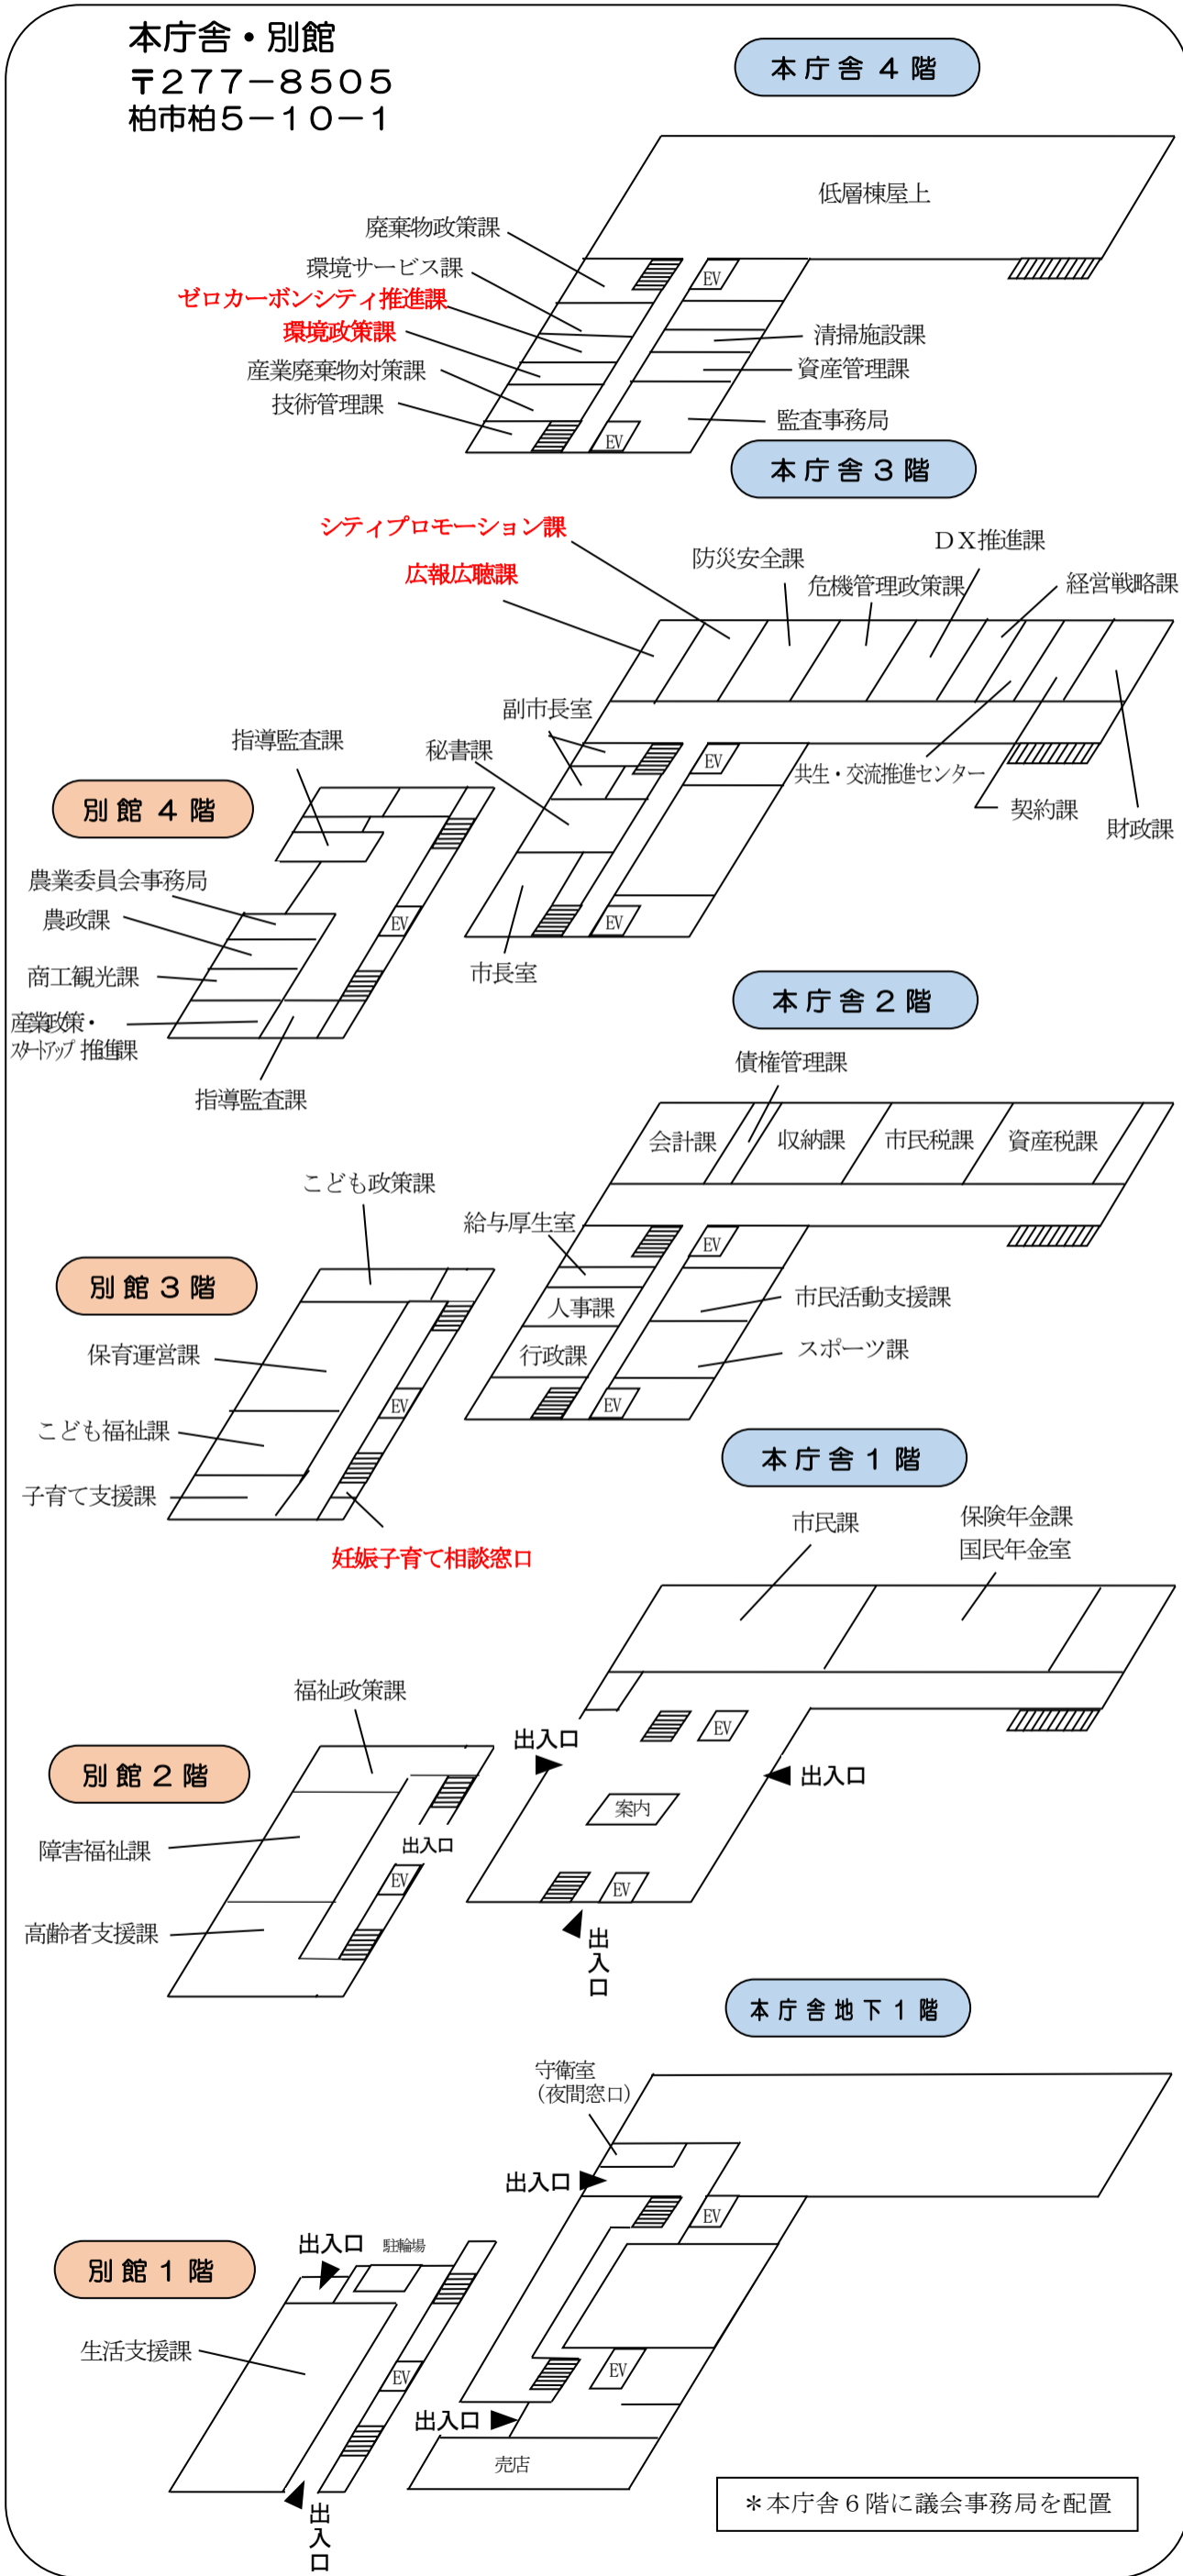 本庁舎・別館
〒277-8505
柏市柏5-10-1
本庁舎4階
低層棟屋上
廃棄物政策課
環境サービス課
ゼロカーボンシティ推進課
環境政策課
産業廃棄物対策課
技術管理課
EV
清掃施設課
資産管理課
監査事務局
EV
本庁舎3階
シティプロモーション課
広報広聴課
防災安全課
危機管理政策課
DX推進課
経営戦略課
副市長室
秘書課
市長室
EV
EV
共生・交流推進センター
契約課
財政課
別館4階
指導監査課
農業委員会事務局
農政課
商工観光課
産業政策・
スタートアップ推進課
指導監査課
EV
本庁舎2階
債権管理課
会計課
収納課
市民税課
資産税課
給与厚生室
人事課
行政課
EV
市民活動支援課
スポーツ課
EV
別館3階
こども政策課
保育運営課
こども福祉課
子育て支援課
EV
妊娠子育て相談窓口
本庁舎1階
市民課
保険年金課
国民年金室
出入口
EV
出入口
案内
EV
出入口
別館2階
福祉政策課
障害福祉課
高齢者支援課
出入口
EV
本庁舎地下1階
守衛室
(夜間窓口)
出入口
EV
EV
出入口
売店
別館1階
出入口
駐輪場
生活支援課
EV
出入口
＊本庁舎6階に議会事務局を配置